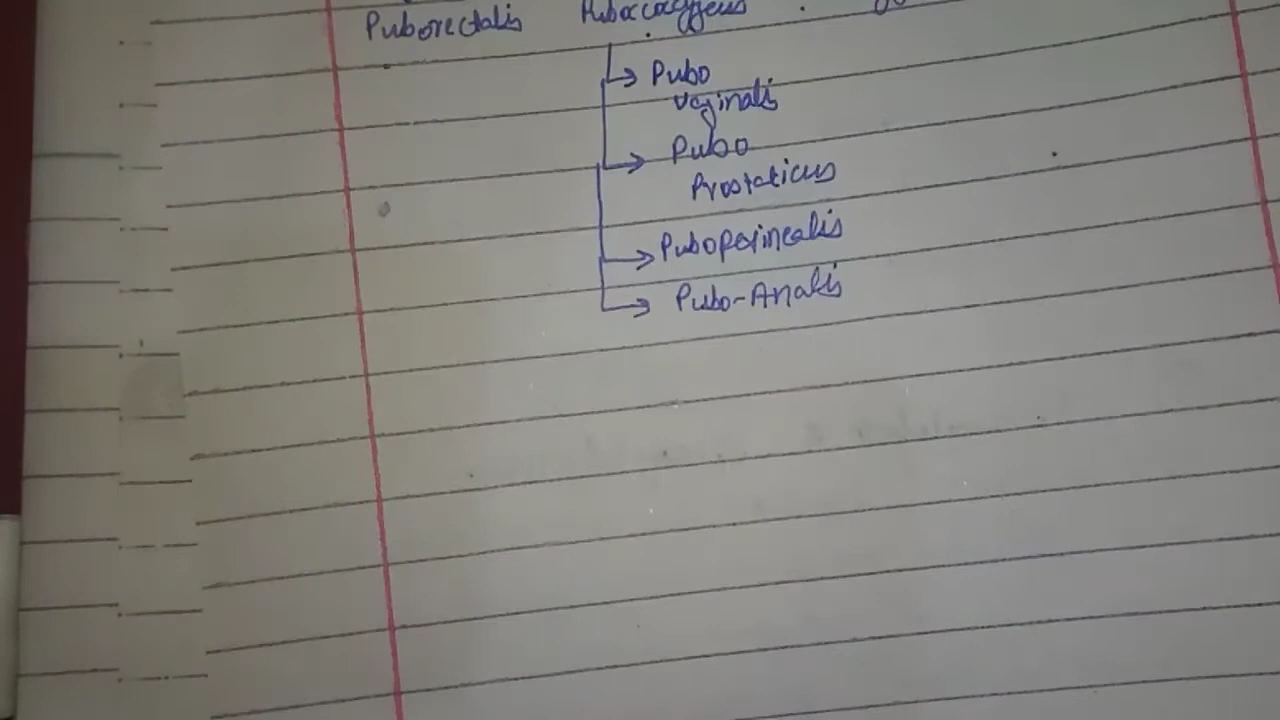 Puborectalis Pubococcygeus
Pubo
vaginalis
Pubo
Prostaticus
Puboperinealis
Pubo-Analis